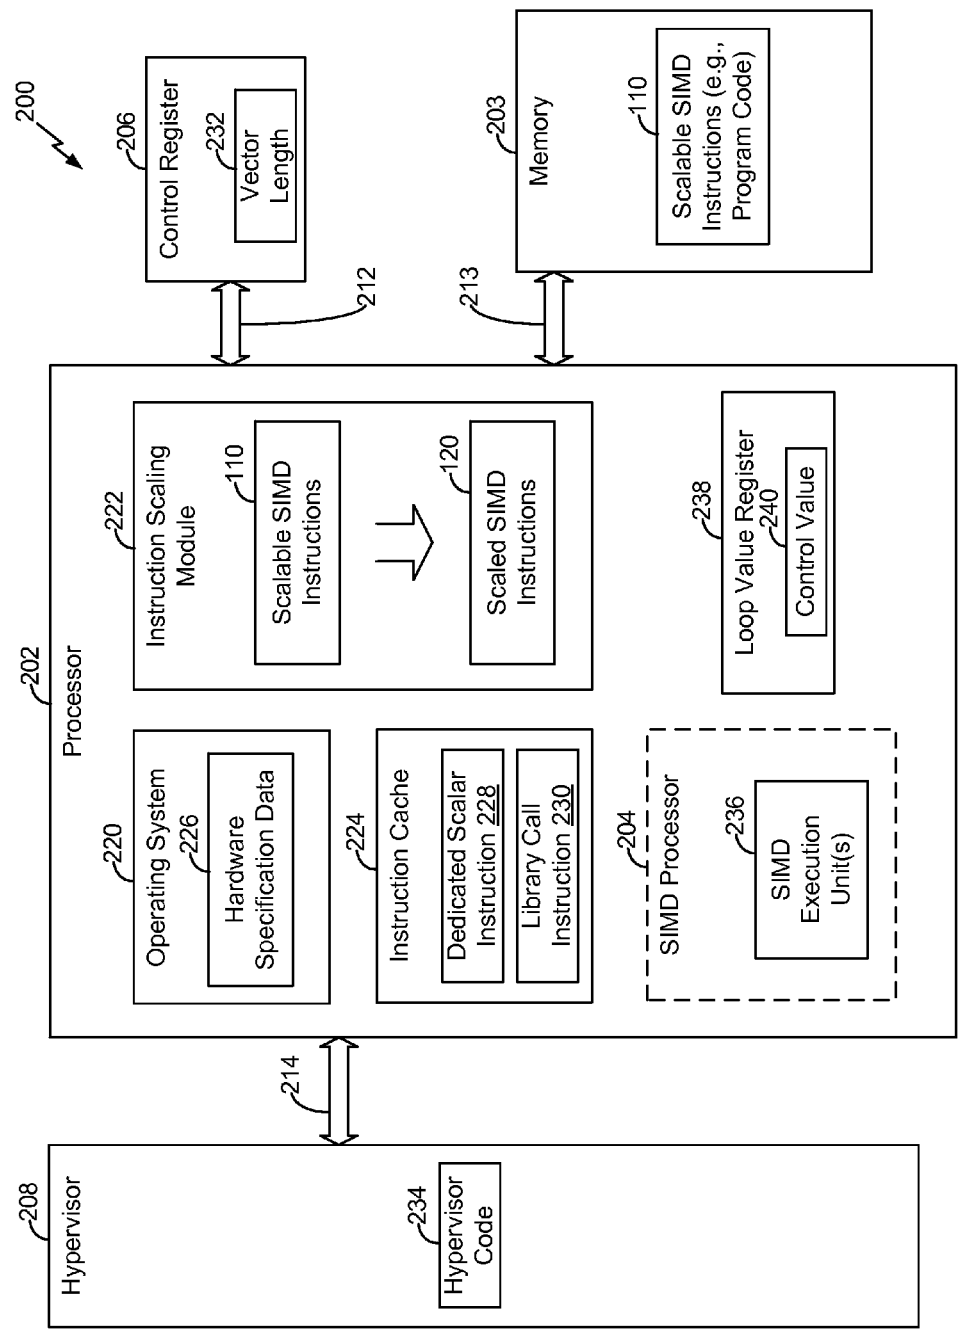 200
208
Hypervisor
234
Hypervisor
Code
214
202
Processor
220
Operating System
226
Hardware
Specification Data
224
Instruction Cache
Dedicated Scalar
Instruction 228
Library Call
Instruction 230
204
SIMD Processor
236
SIMD
Execution
Unit(s)
222
Instruction Scaling
Module
110
Scalable SIMD
Instructions
120
Scaled SIMD
Instructions
238
Loop Value Register
240
Control Value
212
206
Control Register
232
Vector
Length
213
203
Memory
110
Scalable SIMD
Instructions (e.g.,
Program Code)